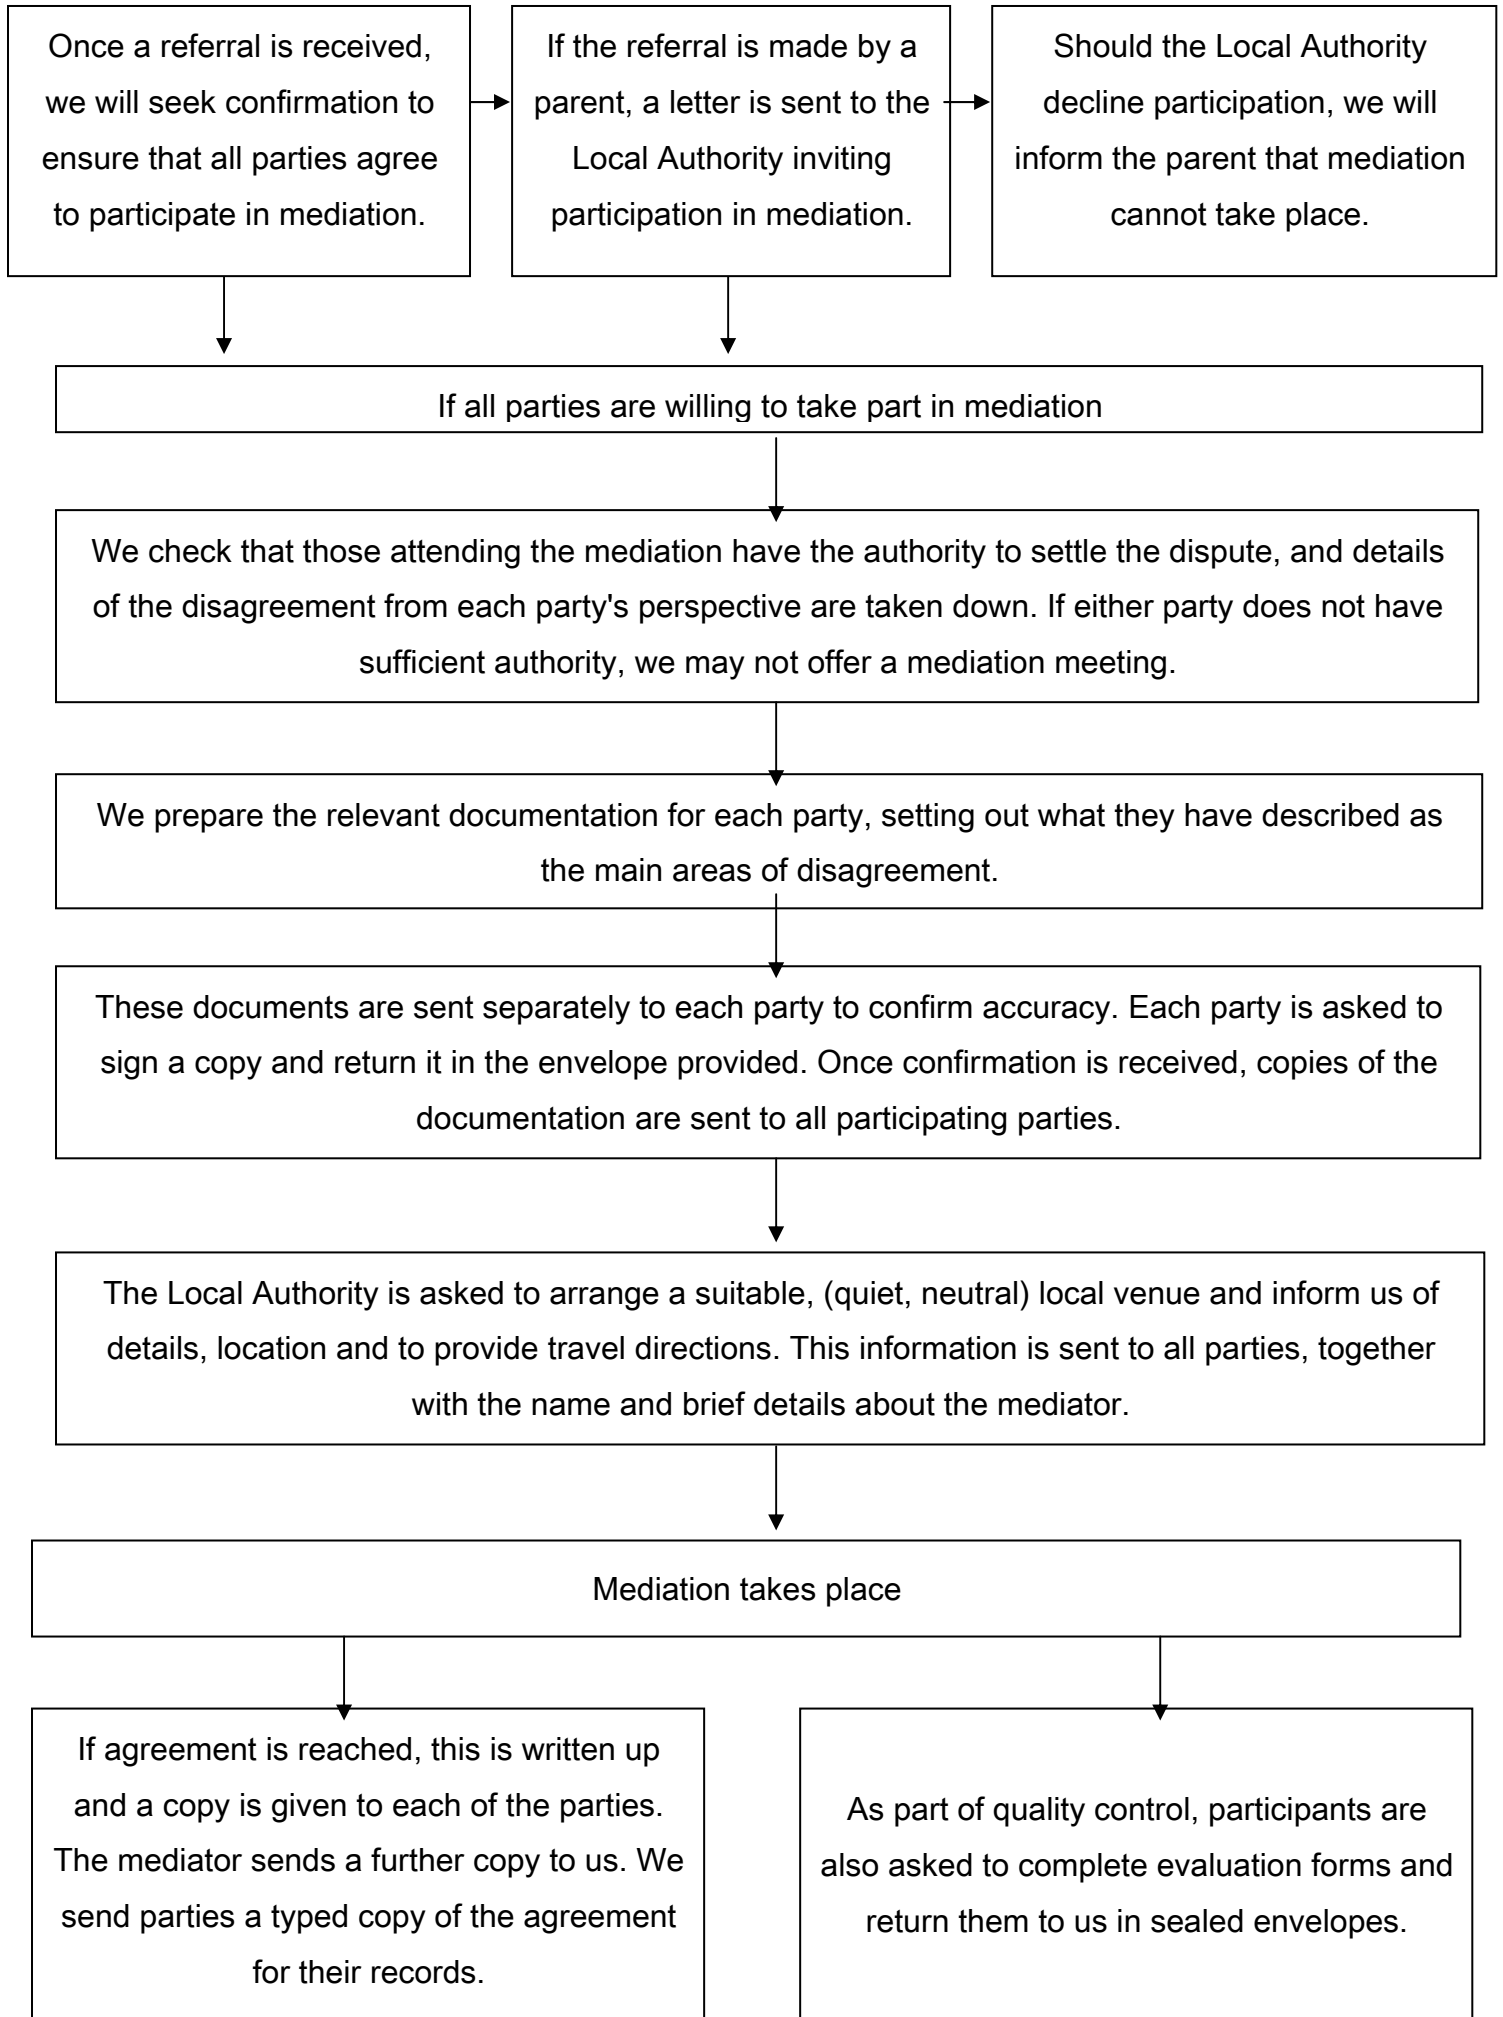 Once a referral is received,
we will seek confirmation to
ensure that all parties agree
to participate in mediation.
If the referral is made by a
parent, a letter is sent to the
Local Authority inviting
participation in mediation.
Should the Local Authority
decline participation, we will
inform the parent that mediation
cannot take place.
If all parties are willing to take part in mediation
We check that those attending the mediation have the authority to settle the dispute, and details
of the disagreement from each party's perspective are taken down. If either party does not have
sufficient authority, we may not offer a mediation meeting.
We prepare the relevant documentation for each party, setting out what they have described as
the main areas of disagreement.
These documents are sent separately to each party to confirm accuracy. Each party is asked to
sign a copy and return it in the envelope provided. Once confirmation is received, copies of the
documentation are sent to all participating parties.
The Local Authority is asked to arrange a suitable, (quiet, neutral) local venue and inform us of
details, location and to provide travel directions. This information is sent to all parties, together
with the name and brief details about the mediator.
Mediation takes place
If agreement is reached, this is written up
and a copy is given to each of the parties.
The mediator sends a further copy to us. We
send parties a typed copy of the agreement
for their records.
As part of quality control, participants are
also asked to complete evaluation forms and
return them to us in sealed envelopes.